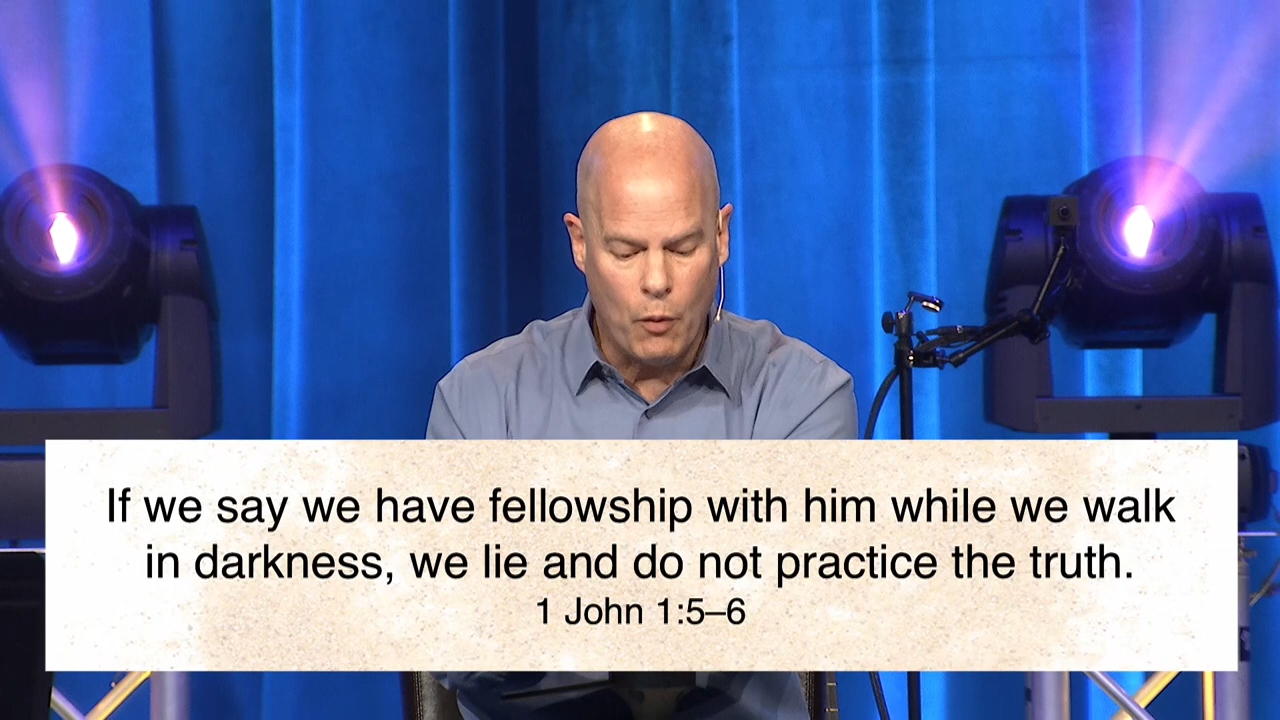 If we say we have fellowship with him while we walk
in darkness, we lie and do not practice the truth.
1 John 1:5–6